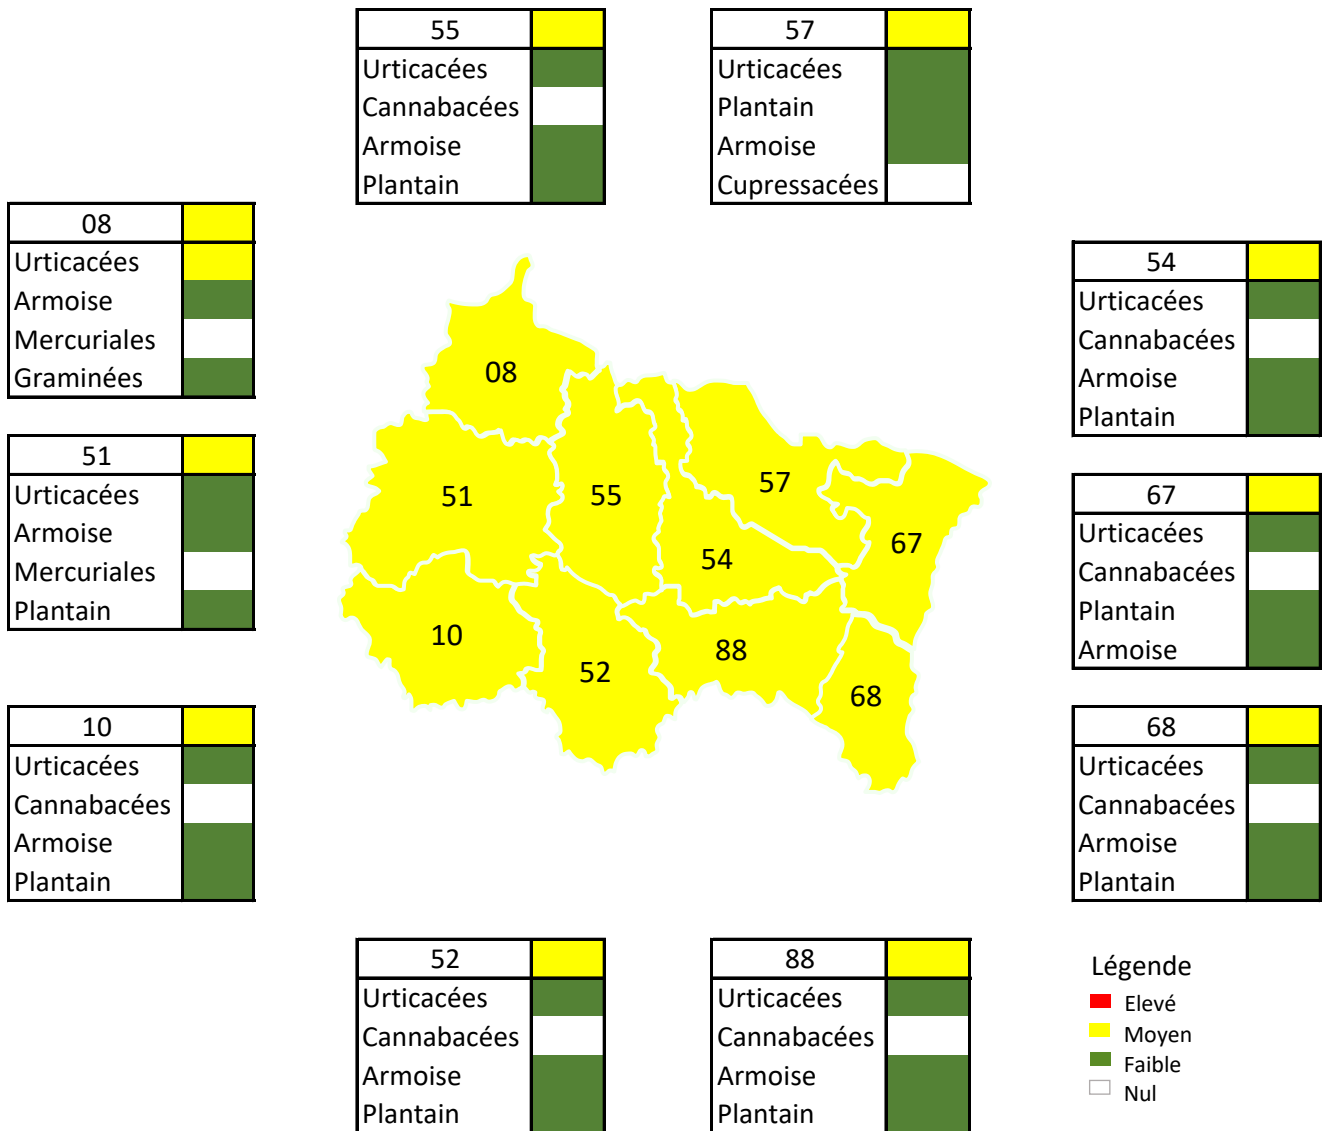 55
Urticacées
Cannabacées
Armoise
Plantain
57
Urticacées
Plantain
Armoise
Cupressacées
08
Urticacées
Armoise
Mercuriales
Graminées
51
Urticacées
Armoise
Mercuriales
Plantain
10
Urticacées
Cannabacées
Armoise
Plantain
08
51
55
57
54
67
10
52
88
68
54
Urticacées
Cannabacées
Armoise
Plantain
67
Urticacées
Cannabacées
Plantain
Armoise
68
Urticacées
Cannabacées
Armoise
Plantain
52
Urticacées
Cannabacées
Armoise
Plantain
88
Urticacées
Cannabacées
Armoise
Plantain
Légende
Elevé
Moyen
Faible
Nul